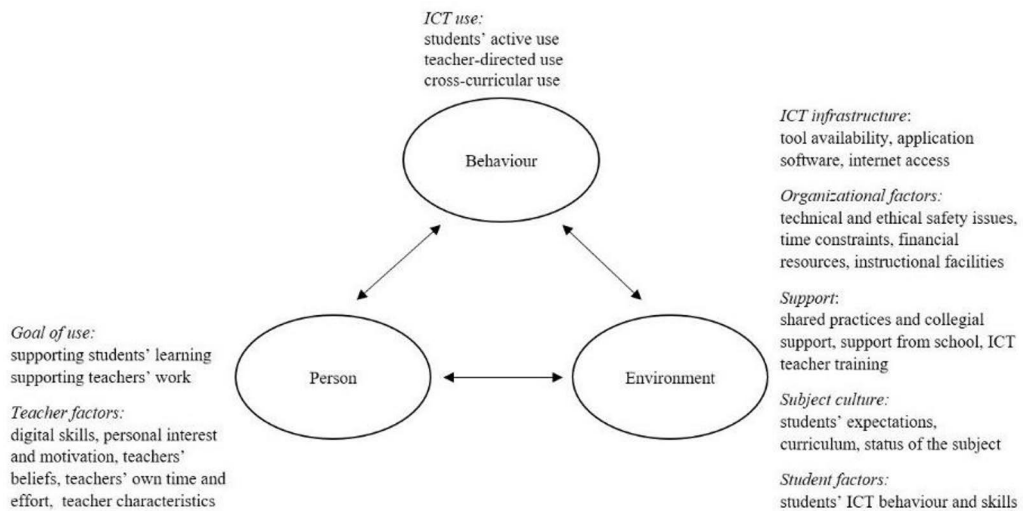 ICT use:
students' active use
teacher-directed use
cross-curricular use
Behaviour
ICT infrastructure:
tool availability, application
software, internet access
Organizational factors:
technical and ethical safety issues,
time constraints, financial
resources, instructional facilities
Support:
shared practices and collegial
support, support from school, ICT
teacher training
Subject culture:
students' expectations,
curriculum, status of the subject
Student factors:
students' ICT behaviour and skills
Goal of use:
supporting students' learning
supporting teachers' work
Teacher factors:
digital skills, personal interest
and motivation, teachers'
beliefs, teachers' own time and
effort, teacher characteristics
Person
Environment